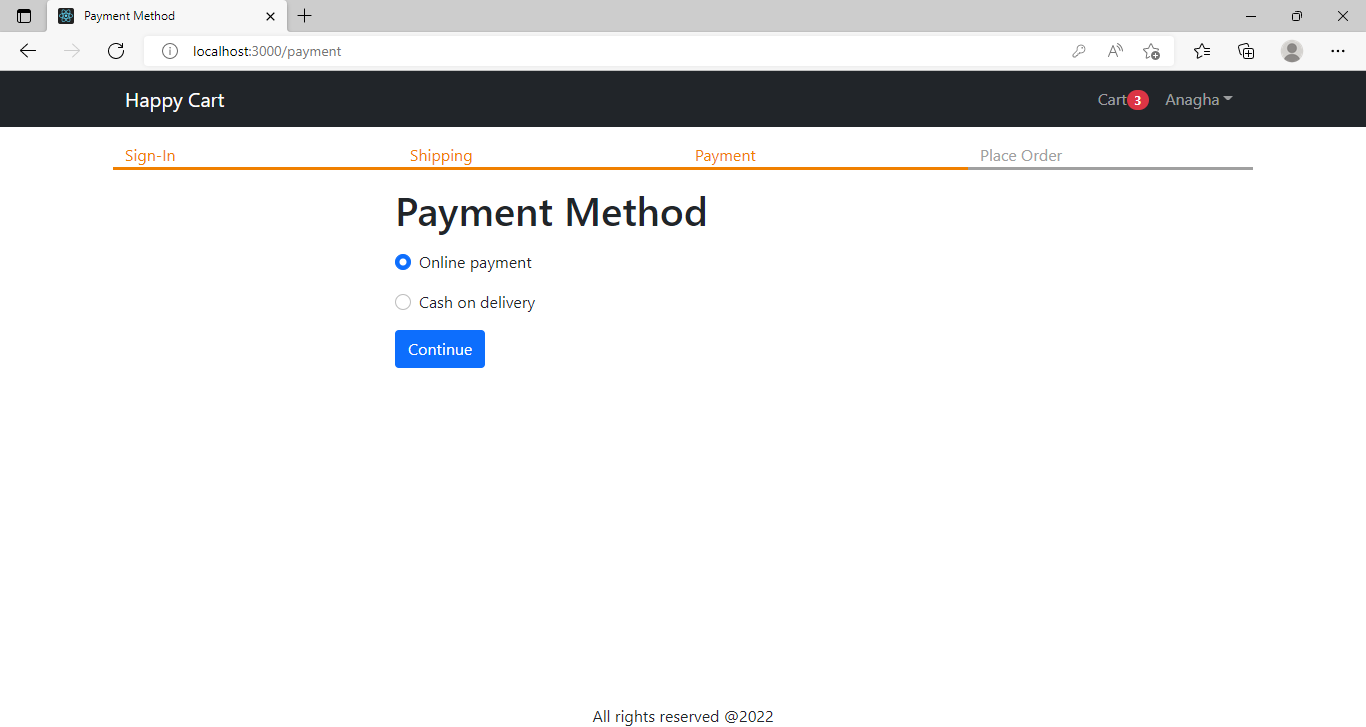 Payment Method
localhost:3000/payment
Happy Cart
Cart 3 Anagha
Sign-In Shipping Payment Place Order
Payment Method
Online payment
Cash on delivery
Continue
All rights reserved @2022